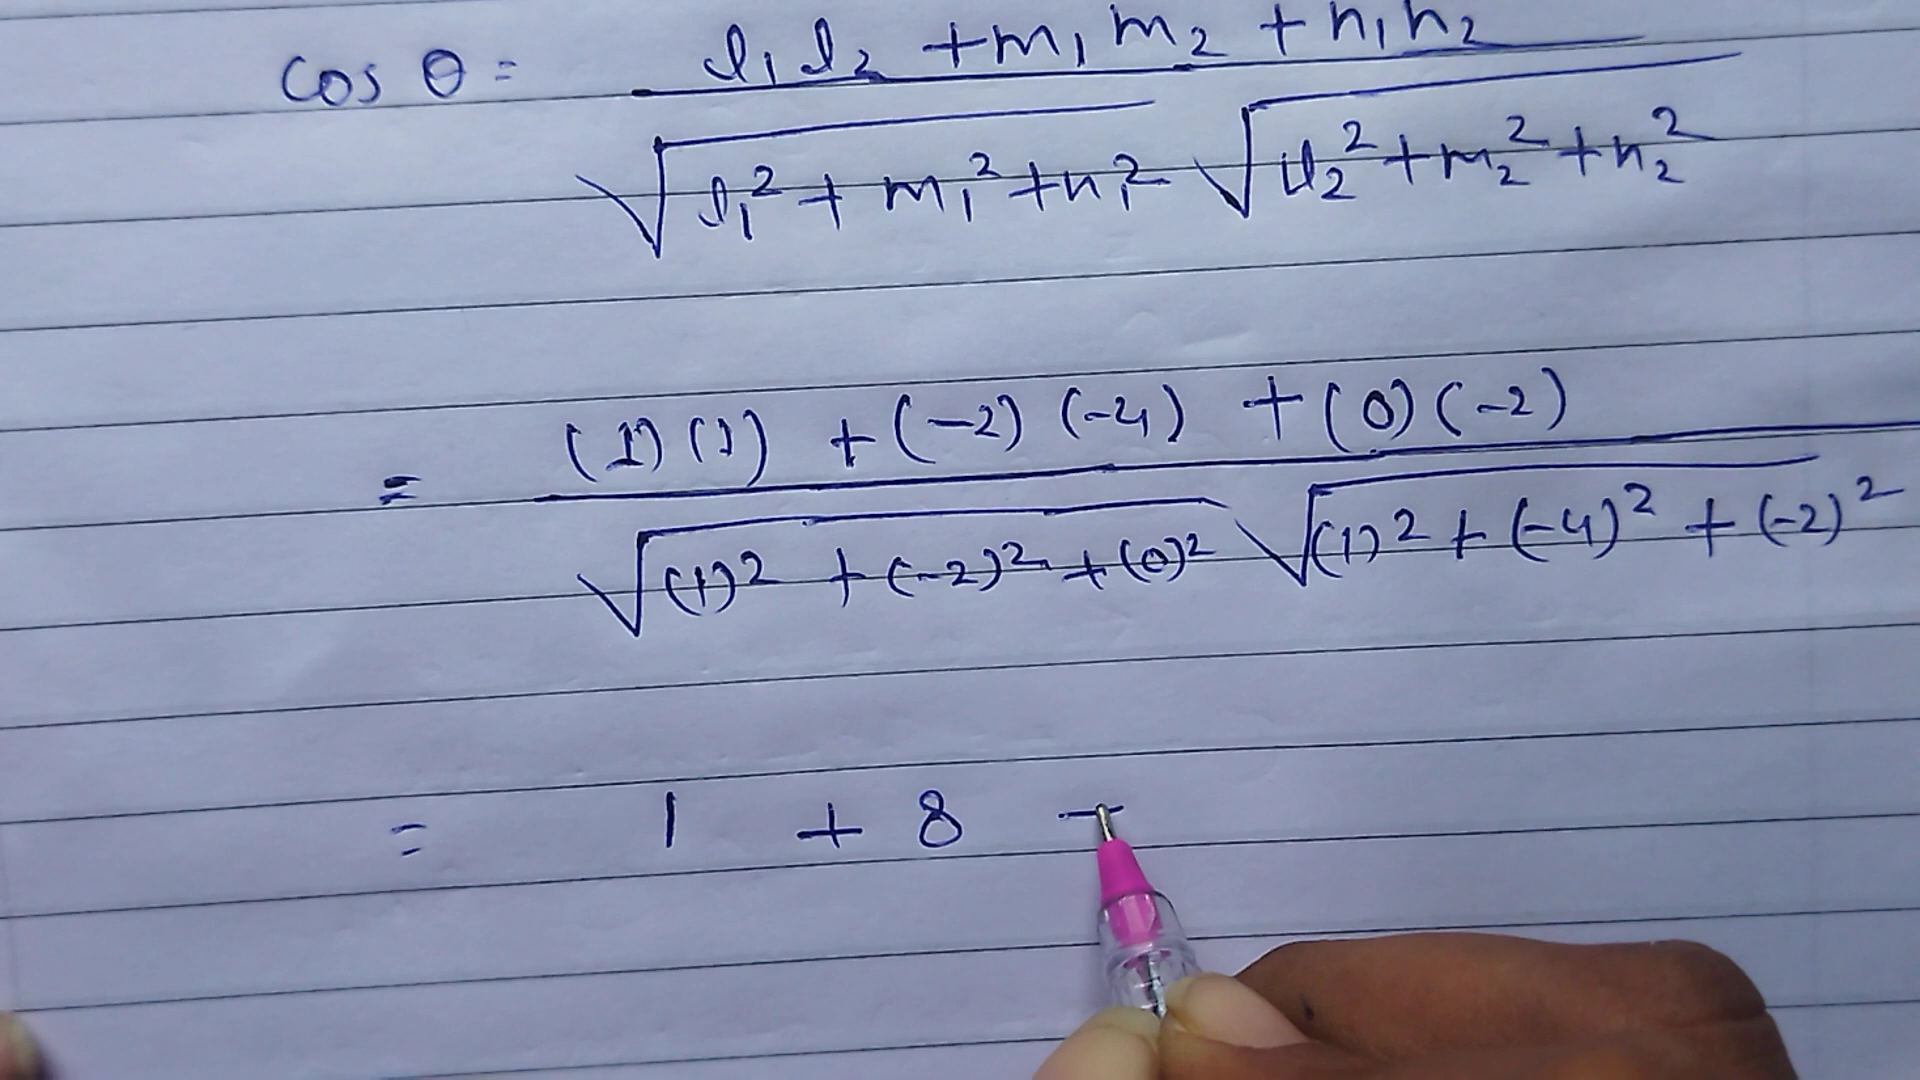 cos θ = l₁l₂ + m₁m₂ + n₁n₂
√l₁² + m₁² + n₁² √l₂² + m₂² + n₂²
= (1)(1) + (-2)(-4) + (0)(-2)
√(1)² + (-2)² + (0)² √(1)² + (-4)² + (-2)²
= 1 + 8 +